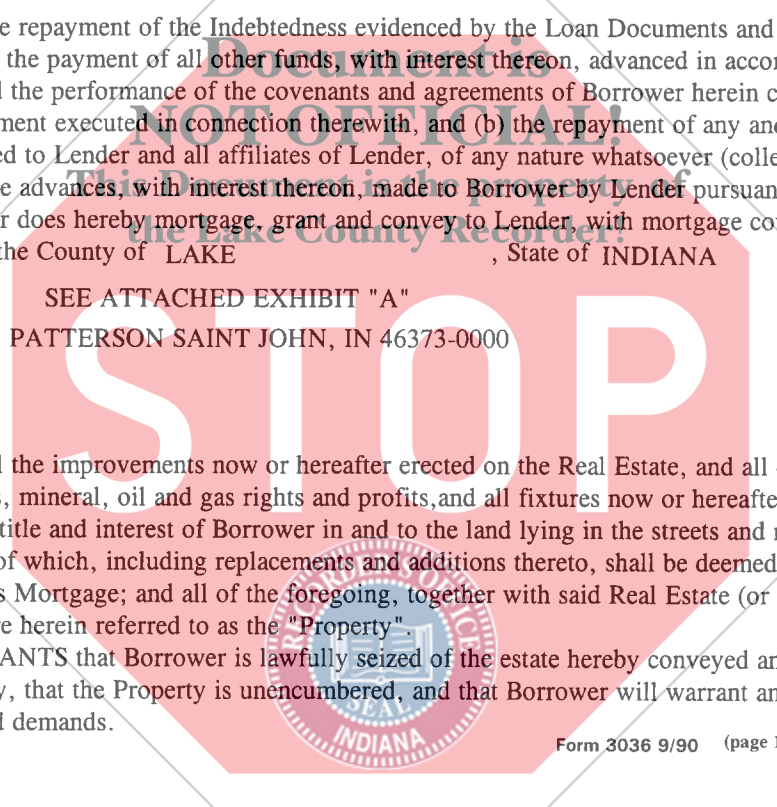 e repayment of the Indebtedness evidenced by the Loan Documents and
Document is
the payment of all other funds, with interest thereon, advanced in accor
l the performance of the covenants and agreements of Borrower herein c
NOT OFFICIAL!
ment executed in connection therewith, and (b) the repayment of any and
ed to Lender and all affiliates of Lender, of any nature whatsoever (colle
This Document is the property of
e advances, with interest thereon, made to Borrower by Lender pursuan
r does hereby mortgage, grant and convey to Lender, with mortgage co
the Lake County Recorder!
the County of LAKE , State of INDIANA
SEE ATTACHED EXHIBIT "A"
PATTERSON SAINT JOHN, IN 46373-0000
STOP
l the improvements now or hereafter erected on the Real Estate, and all
s, mineral, oil and gas rights and profits,and all fixtures now or hereafte
title and interest of Borrower in and to the land lying in the streets and
of which, including replacements and additions thereto, shall be deemed
s Mortgage; and all of the foregoing, together with said Real Estate (or
re herein referred to as the "Property".
ANTS that Borrower is lawfully seized of the estate hereby conveyed an
y, that the Property is unencumbered, and that Borrower will warrant an
d demands.
RECORDER'S OFFICE
SEAL
INDIANA
Form 3036 9/90 (page 1